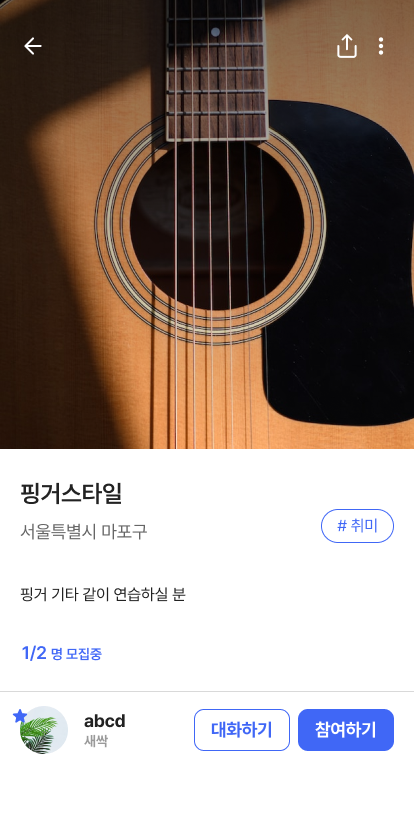 핑거스타일
서울특별시 마포구
# 취미
핑거 기타 같이 연습하실 분
1/2 명 모집중
abcd
새싹
대화하기
참여하기